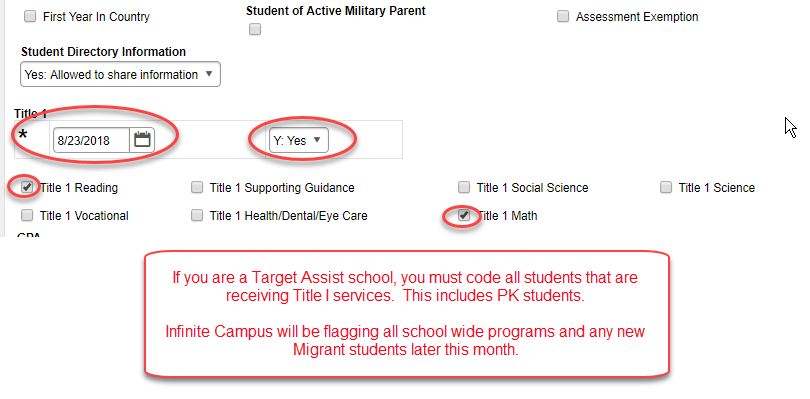 First Year In Country
Student of Active Military Parent
Assessment Exemption
Student Directory Information
Yes: Allowed to share information
Title 1
* 8/23/2018 Y: Yes
Title 1 Reading Title 1 Supporting Guidance Title 1 Social Science Title 1 Science
Title 1 Vocational Title 1 Health/Dental/Eye Care Title 1 Math
GPA
If you are a Target Assist school, you must code all students that are
receiving Title I services. This includes PK students.
Infinite Campus will be flagging all school wide programs and any new
Migrant students later this month.